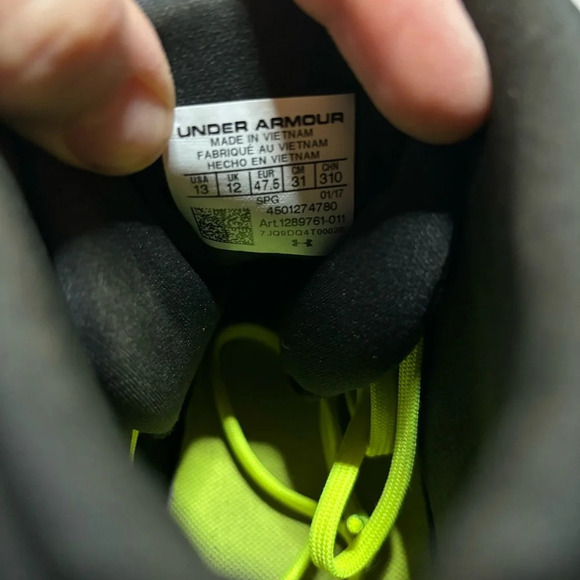 UNDER ARMOUR
MADE IN VIETNAM
FABRIQUÉ AU VIETNAM
HECHO EN VIETNAM
USA UK EUR CM CHN
13 12 47.5 31 310
SPG 01/17
4501274780
Art.1289761-011